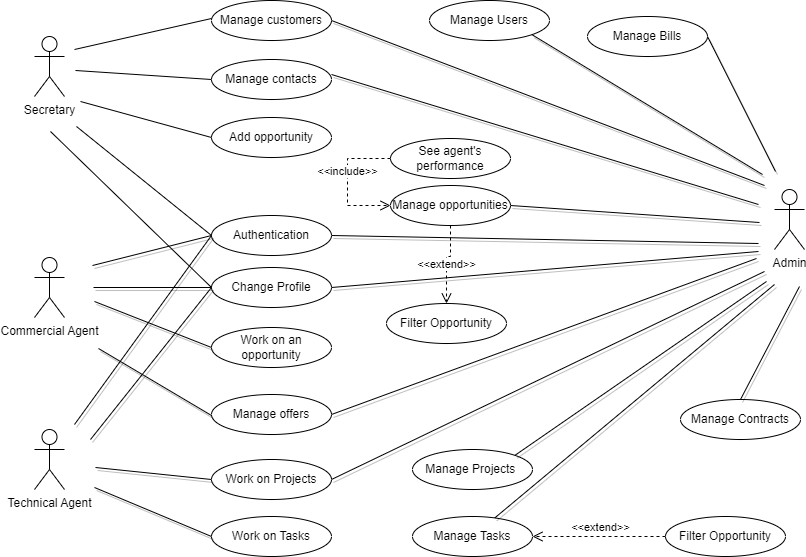 Manage customers
Manage Users
Manage Bills
Secretary
Manage contacts
Add opportunity
See agent's
performance
<<include>>
Manage opportunities
Admin
Authentication
<<extend>>
Change Profile
Commercial Agent
Filter Opportunity
Work on an
opportunity
Manage offers
Manage Contracts
Technical Agent
Work on Projects
Manage Projects
Work on Tasks
Manage Tasks
<<extend>>
Filter Opportunity